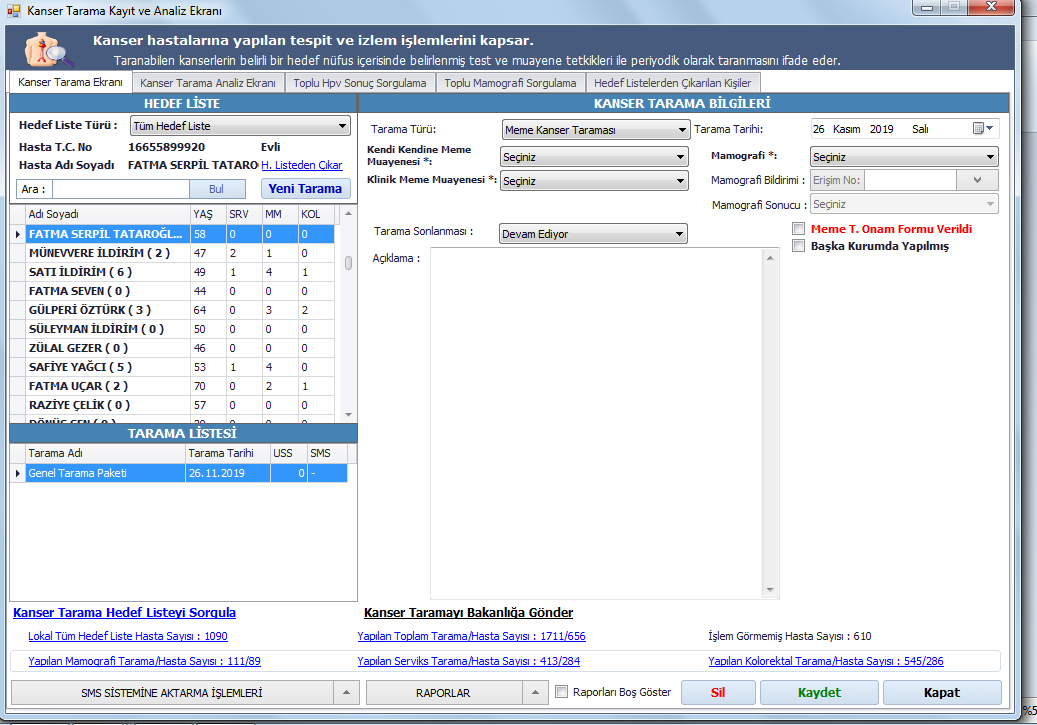 Kanser Tarama Kayıt ve Analiz Ekranı
Kanser hastalarına yapılan tespit ve izlem işlemlerini kapsar.
Taranabilen kanserlerin belirli bir hedef nüfus içerisinde belirlenmiş test ve muayene tetkikleri ile periyodik olarak taranmasını ifade eder.
Kanser Tarama Ekranı Kanser Tarama Analiz Ekranı Toplu Hpv Sonuç Sorgulama Toplu Mamografi Sorgulama Hedef Listelerden Çıkarılan Kişiler
HEDEF LİSTE
Hedef Liste Türü : Tüm Hedef Liste
Hasta T.C. No 16655899920 Evli
Hasta Adı Soyadı FATMA SERPİL TATARO H. Listeden Çıkar
Ara : Bul Yeni Tarama
Adı Soyadı YAŞ SRV MM KOL
FATMA SERPİL TATAROĞL... 58 0 0 0
MÜNEVVERE İLDİRİM ( 2 ) 47 2 1 0
SATI İLDİRİM ( 6 ) 49 1 4 1
FATMA SEVEN ( 0 ) 44 0 0 0
GÜLPERİ ÖZTÜRK ( 3 ) 64 0 3 2
SÜLEYMAN İLDİRİM ( 0 ) 50 0 0 0
ZÜLAL GEZER ( 0 ) 46 0 0 0
SAFİYE YAĞCI ( 5 ) 53 1 4 0
FATMA UÇAR ( 2 ) 70 0 2 1
RAZİYE ÇELİK ( 0 ) 57 0 0 0
TARAMA LİSTESİ
Tarama Adı Tarama Tarihi USS SMS
Genel Tarama Paketi 26.11.2019 0 -
KANSER TARAMA BİLGİLERİ
Tarama Türü: Meme Kanser Taraması Tarama Tarihi: 26 Kasım 2019 Salı
Kendi Kendine Meme
Muayenesi *: Seçiniz Mamografi *: Seçiniz
Klinik Meme Muayenesi *: Seçiniz Mamografi Bildirimi : Erişim No:
Mamografi Sonucu : Seçiniz
Tarama Sonlanması : Devam Ediyor Meme T. Onam Formu Verildi
Başka Kurumda Yapılmış
Açıklama :
Kanser Tarama Hedef Listeyi Sorgula Kanser Taramayı Bakanlığa Gönder
Lokal Tüm Hedef Liste Hasta Sayısı : 1090 Yapılan Toplam Tarama/Hasta Sayısı : 1711/656 İşlem Görmemiş Hasta Sayısı : 610
Yapılan Mamografi Tarama/Hasta Sayısı : 111/89 Yapılan Serviks Tarama/Hasta Sayısı : 413/284 Yapılan Kolorektal Tarama/Hasta Sayısı : 545/286
SMS SİSTEMİNE AKTARMA İŞLEMLERİ RAPORLAR Raporları Boş Göster Sil Kaydet Kapat